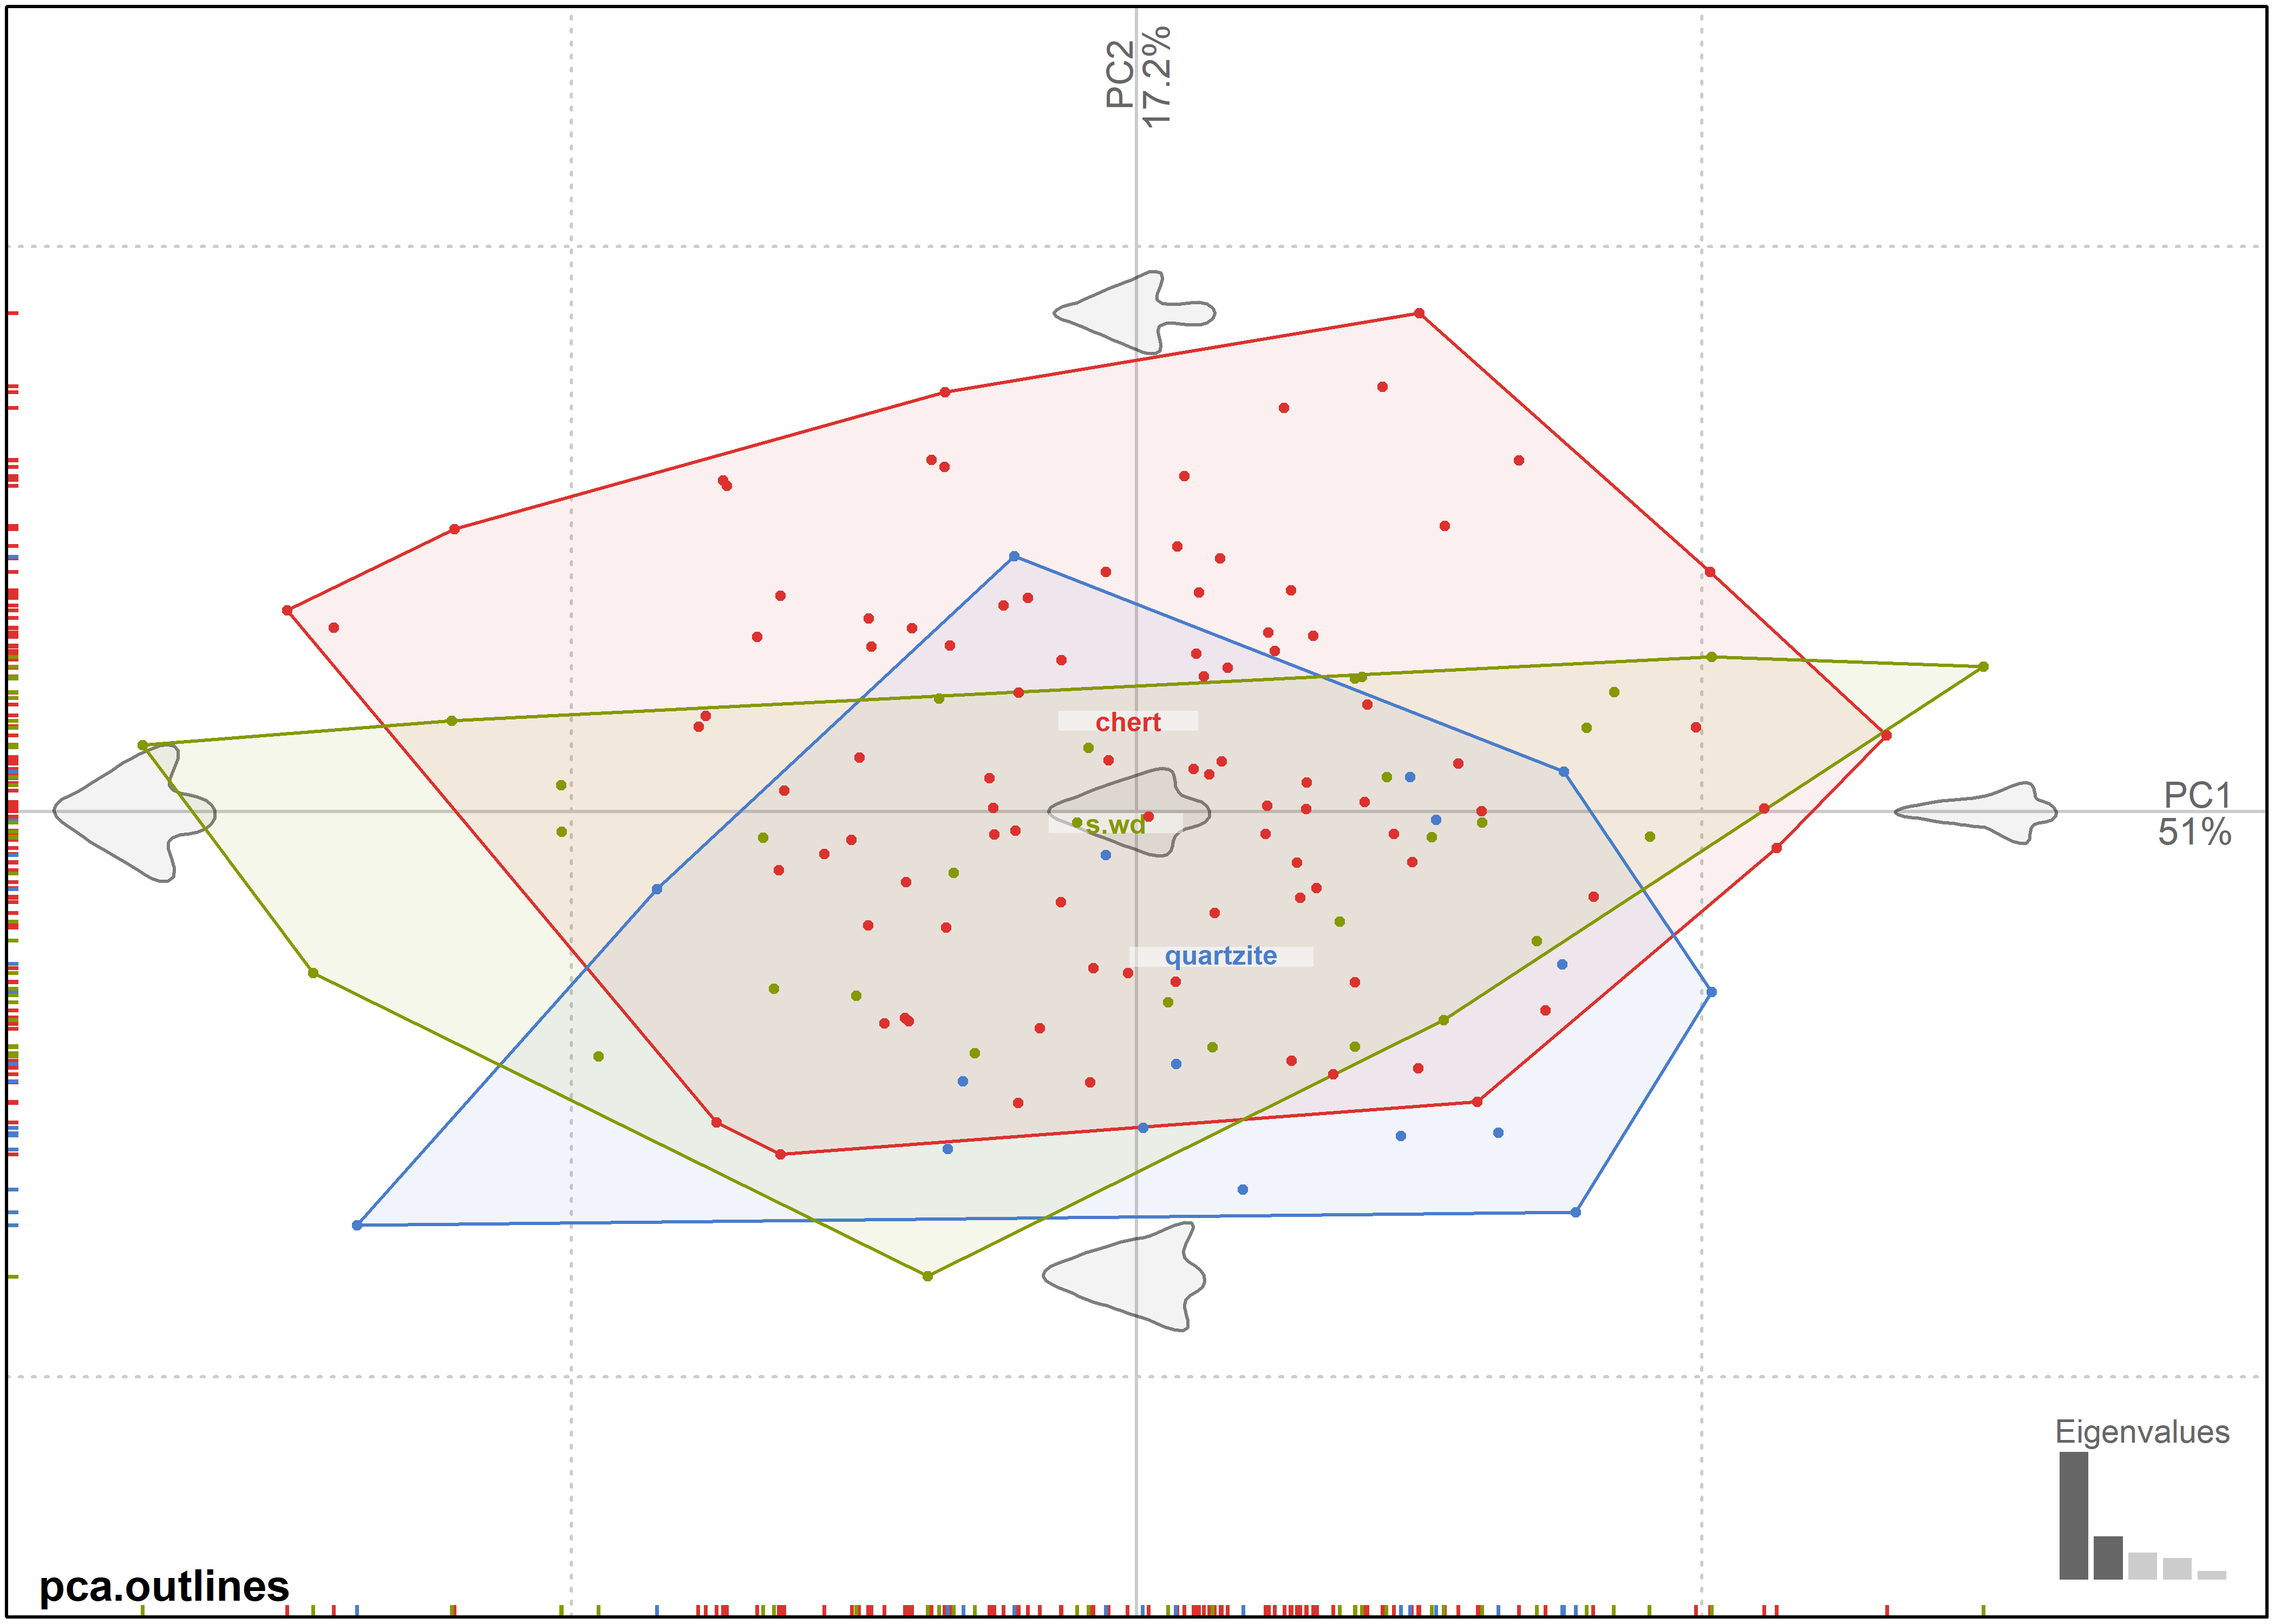 PC2
17.2%
chert
PC1
s.wd
51%
quartzite
Eigenvalues
pca.outlines